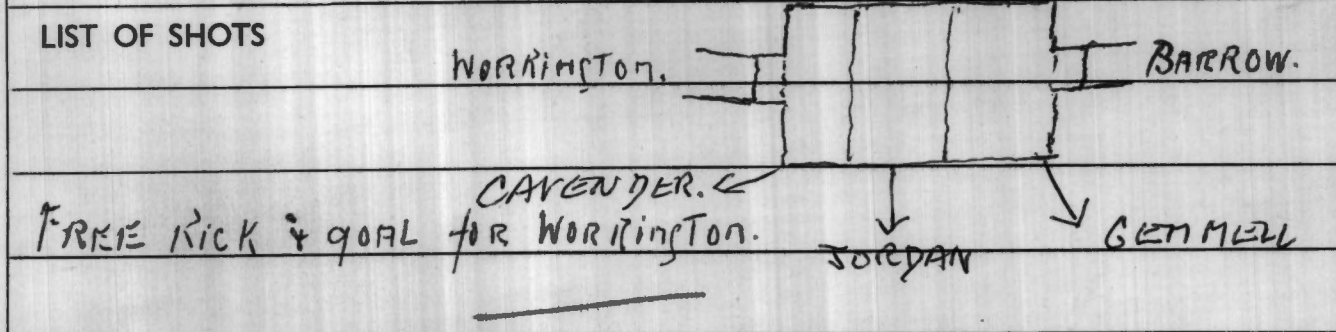 LIST OF SHOTS
WORKINGTON.
BARROW.
CAVENDER.
FREE KICK & GOAL FOR WORKINGTON.
JORDAN
GEMMELL